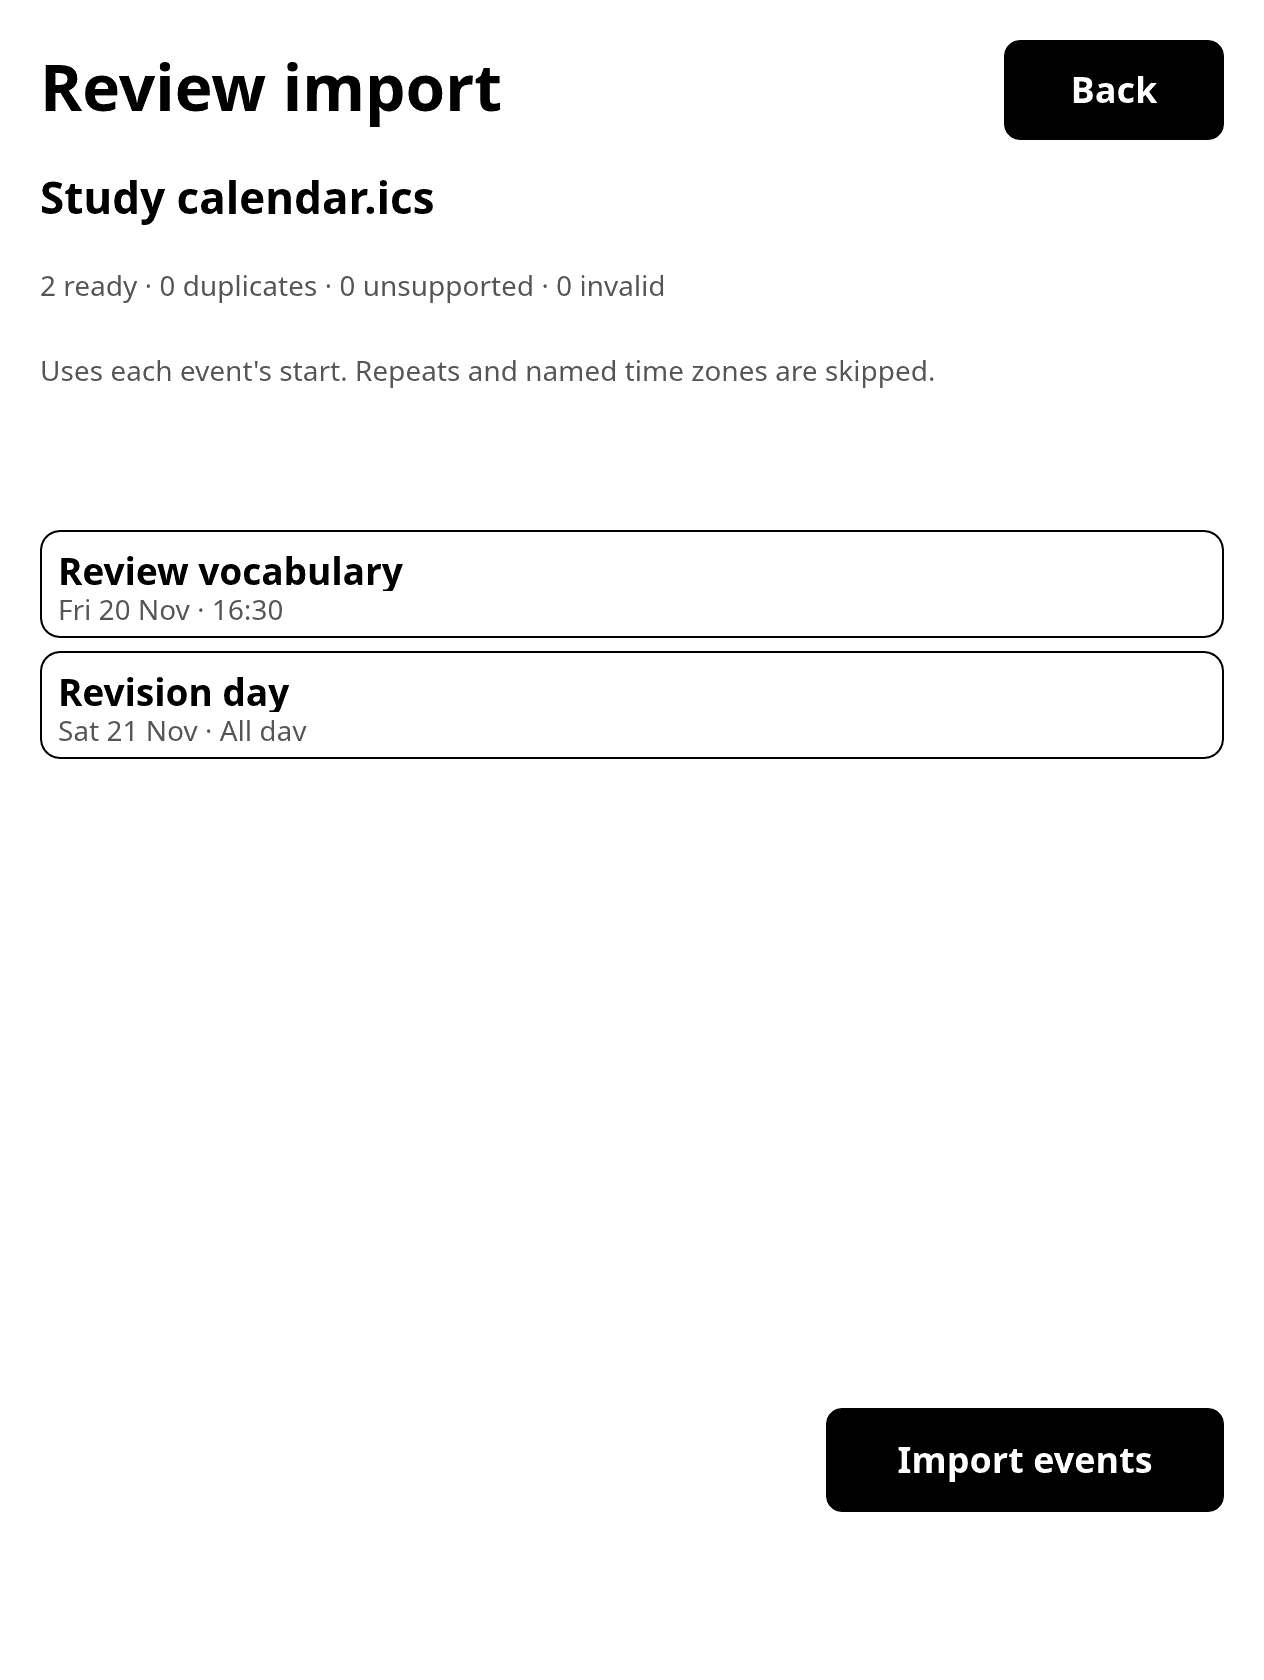 Review import
Back
Study calendar.ics
2 ready · 0 duplicates · 0 unsupported · 0 invalid
Uses each event's start. Repeats and named time zones are skipped.
Review vocabulary
Fri 20 Nov · 16:30
Revision day
Sat 21 Nov · All day
Import events